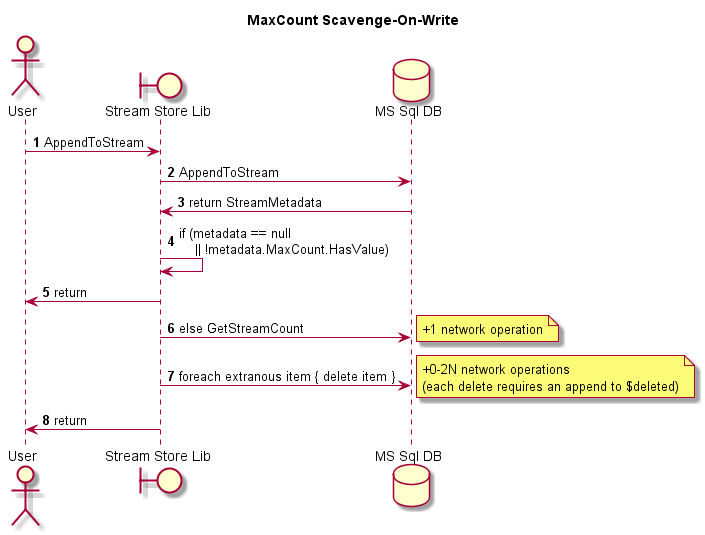 MaxCount Scavenge-On-Write
User
Stream Store Lib
MS Sql DB
1 AppendToStream
2 AppendToStream
3 return StreamMetadata
4 if (metadata == null
|| !metadata.MaxCount.HasValue)
5 return
6 else GetStreamCount
+1 network operation
7 foreach extranous item { delete item }
+0-2N network operations
(each delete requires an append to $deleted)
8 return
User
Stream Store Lib
MS Sql DB